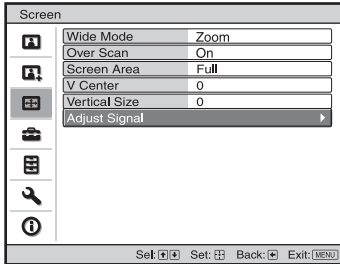 Screen
Wide Mode Zoom
Over Scan On
Screen Area Full
V Center 0
Vertical Size 0
Adjust Signal
Sel: Set: Back: Exit: MENU